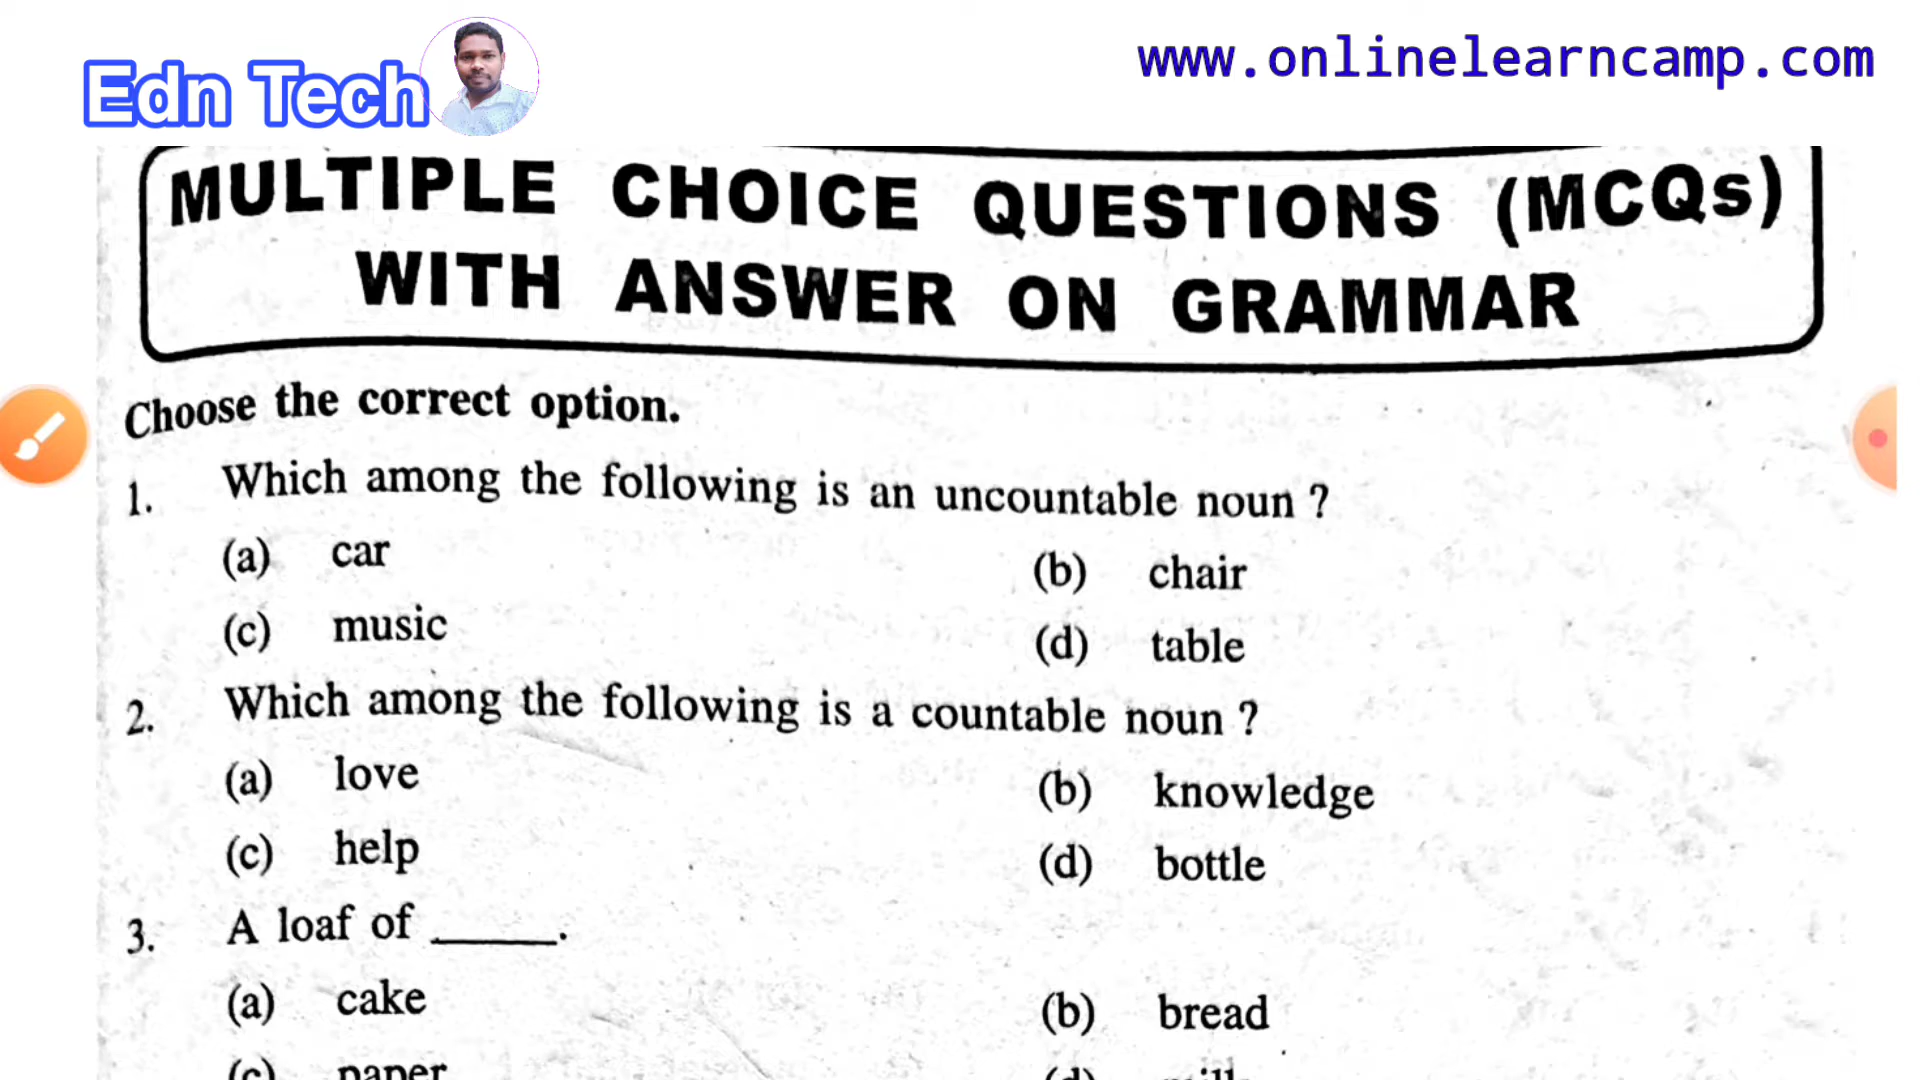 Edn Tech
www.onlinelearncamp.com
MULTIPLE CHOICE QUESTIONS (MCQs)
WITH ANSWER ON GRAMMAR
Choose the correct option.
1. Which among the following is an uncountable noun ?
(a) car (b) chair
(c) music (d) table
2. Which among the following is a countable noun ?
(a) love (b) knowledge
(c) help (d) bottle
3. A loaf of _____.
(a) cake (b) bread
(c) paper (d)